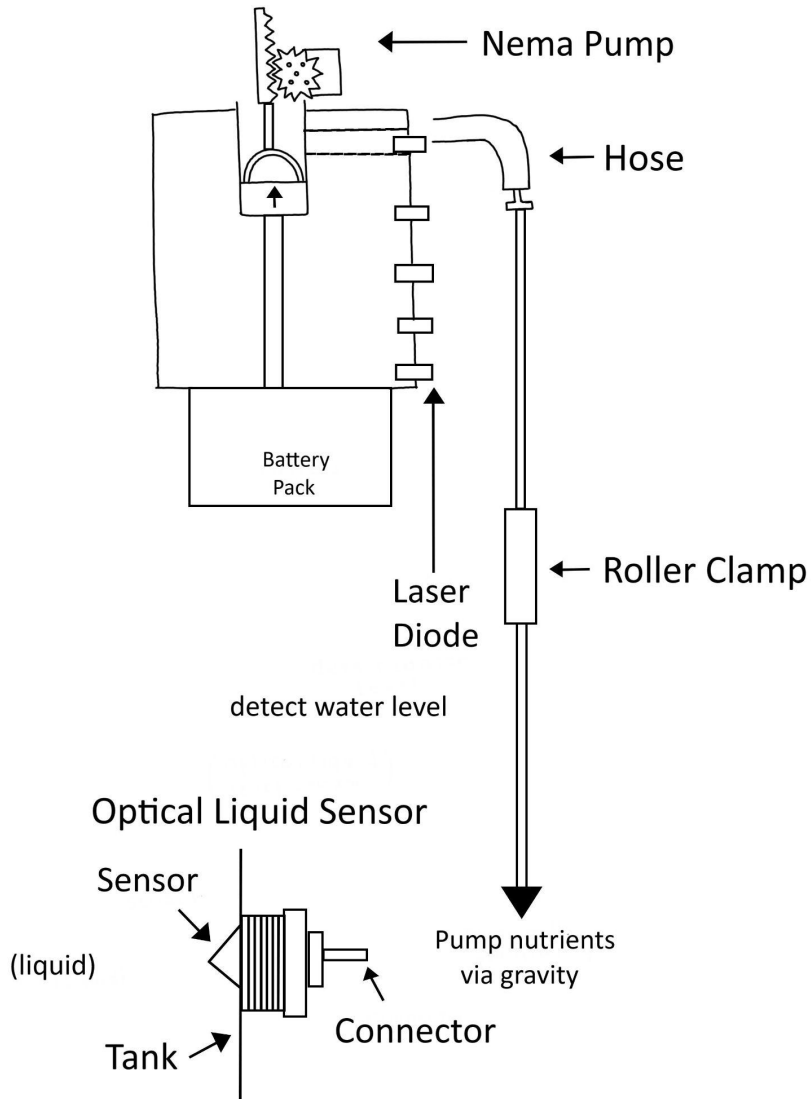 Nema Pump
Hose
Battery
Pack
Roller Clamp
Laser
Diode
detect water level
Optical Liquid Sensor
Sensor
(liquid)
Pump nutrients
via gravity
Connector
Tank